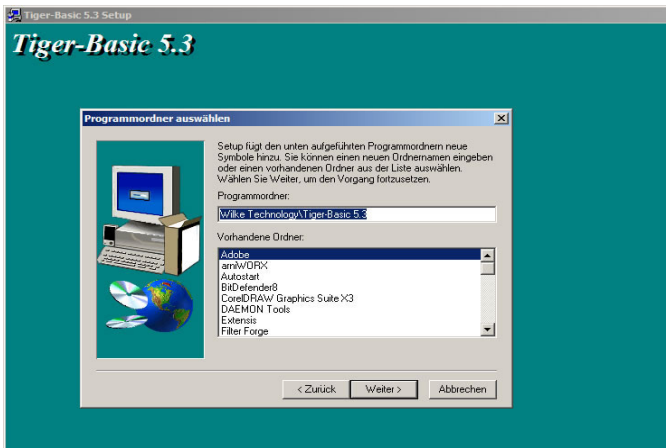 Tiger-Basic 5.3 Setup
Tiger-Basic 5.3
Programmordner auswählen
Setup fügt den unten aufgeführten Programmordnern neue
Symbole hinzu. Sie können einen neuen Ordnernamen eingeben
oder einen vorhandenen Ordner aus der Liste auswählen.
Wählen Sie Weiter, um den Vorgang fortzusetzen.
Programmordner:
Wilke Technology\Tiger-Basic 5.3
Vorhandene Ordner:
Adobe
amiWORX
Autostart
BitDefender8
CorelDRAW Graphics Suite X3
DAEMON Tools
Extensis
Filter Forge
< Zurück
Weiter >
Abbrechen